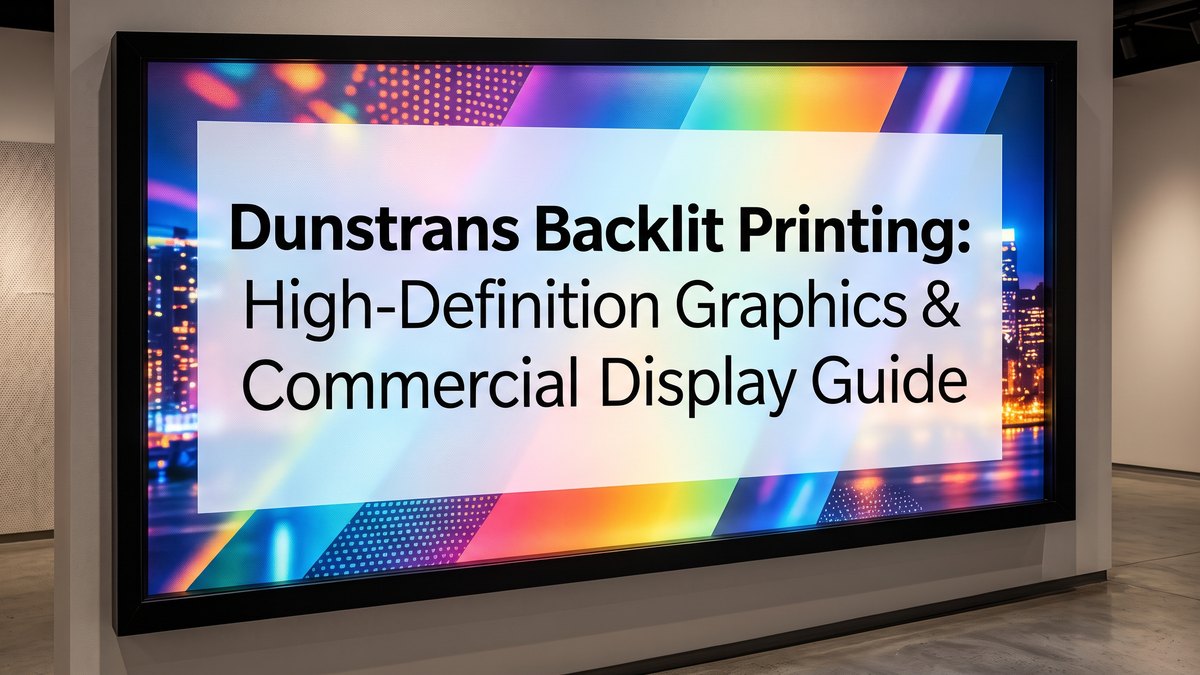 Dunstrans Backlit Printing:
High-Definition Graphics &
Commercial Display Guide